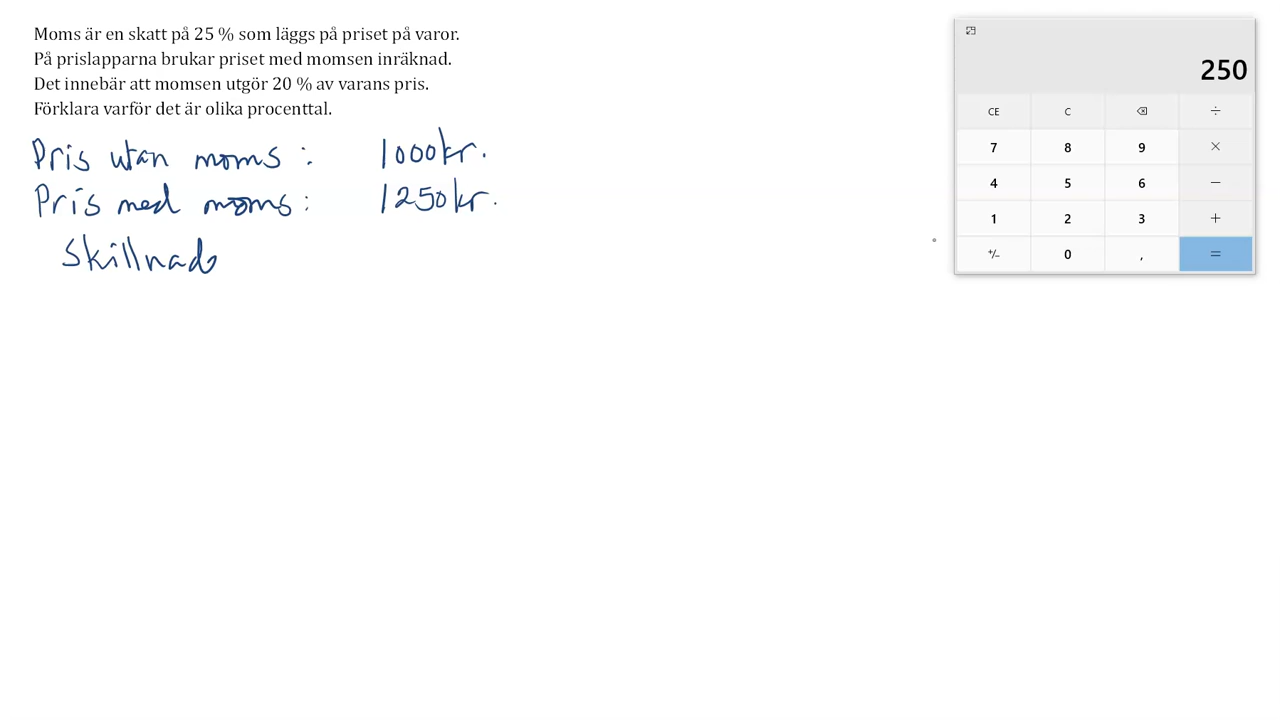 Moms är en skatt på 25 % som läggs på priset på varor.
På prislapparna brukar priset med momsen inräknad.
Det innebär att momsen utgör 20 % av varans pris.
Förklara varför det är olika procenttal.
Pris utan moms : 1000kr.
Pris med moms : 1250kr.
Skillnad
250
CE C ⌫ ÷
7 8 9 ×
4 5 6 −
1 2 3 +
+/− 0 , =